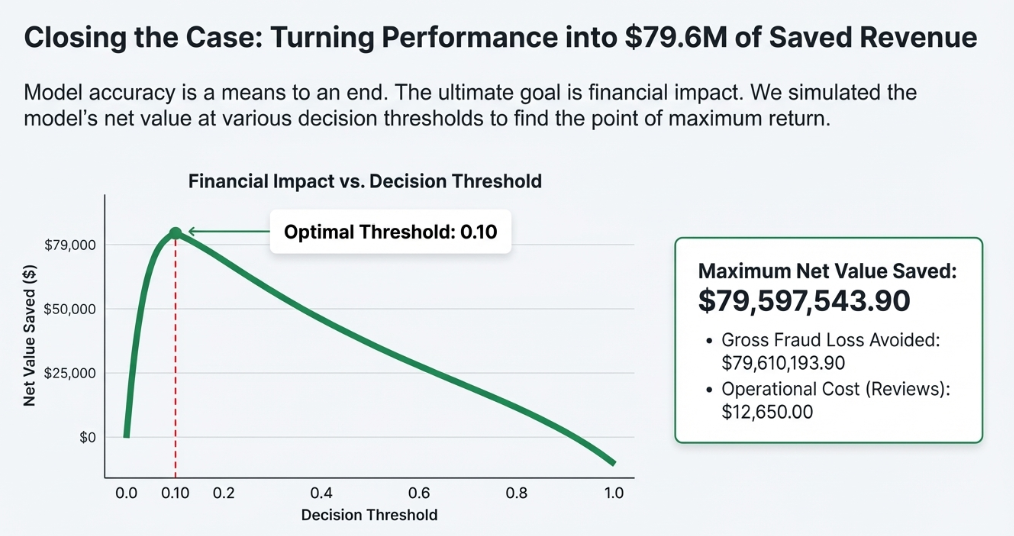 Closing the Case: Turning Performance into $79.6M of Saved Revenue
Model accuracy is a means to an end. The ultimate goal is financial impact. We simulated the
model's net value at various decision thresholds to find the point of maximum return.
Financial Impact vs. Decision Threshold
Optimal Threshold: 0.10
Net Value Saved ($)
$79,000
$50,000
$25,000
$0
0.0 0.10 0.2 0.4 0.6 0.8 1.0
Decision Threshold
Maximum Net Value Saved:
$79,597,543.90
• Gross Fraud Loss Avoided:
$79,610,193.90
• Operational Cost (Reviews):
$12,650.00